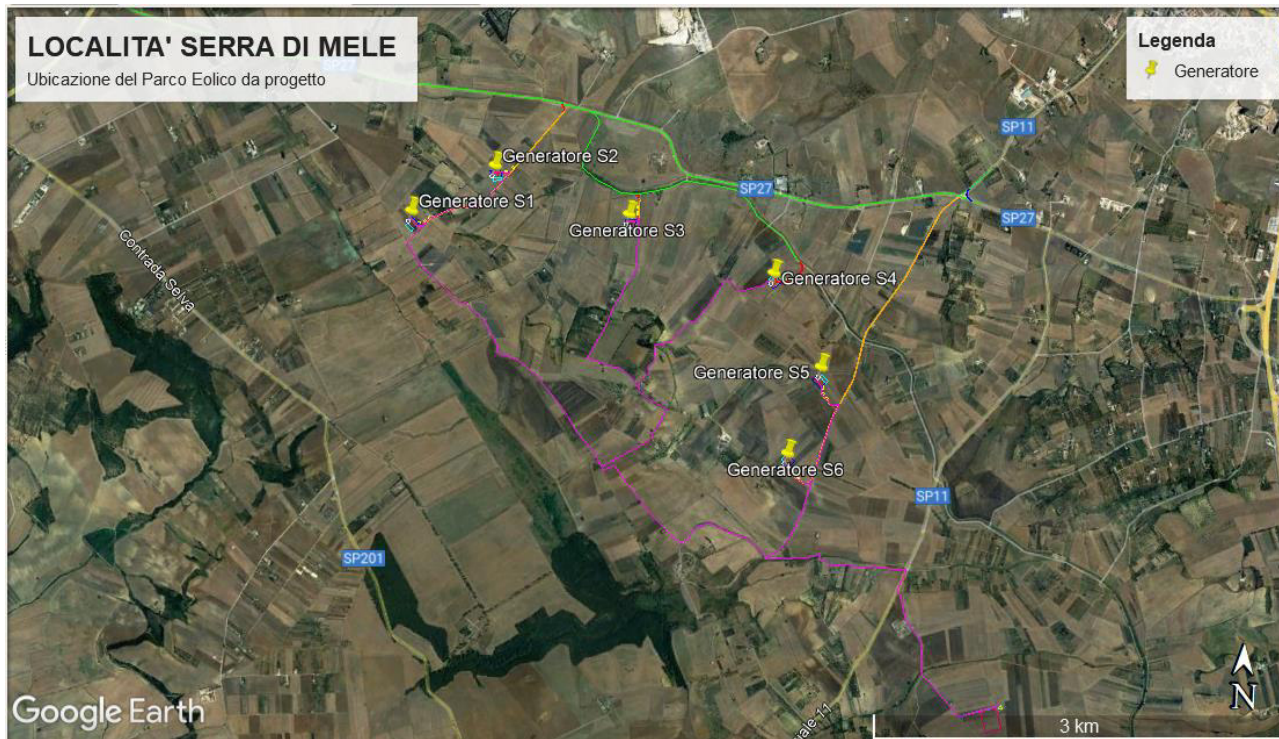 LOCALITA' SERRA DI MELE
Ubicazione del Parco Eolico da progetto
SP27
Legenda
Generatore
SP11
Generatore S2
SP27
Generatore S1
SP27
Generatore S3
Contrada Selva
Generatore S4
Generatore S5
Generatore S6
SP11
SP201
N
Google Earth
3 km